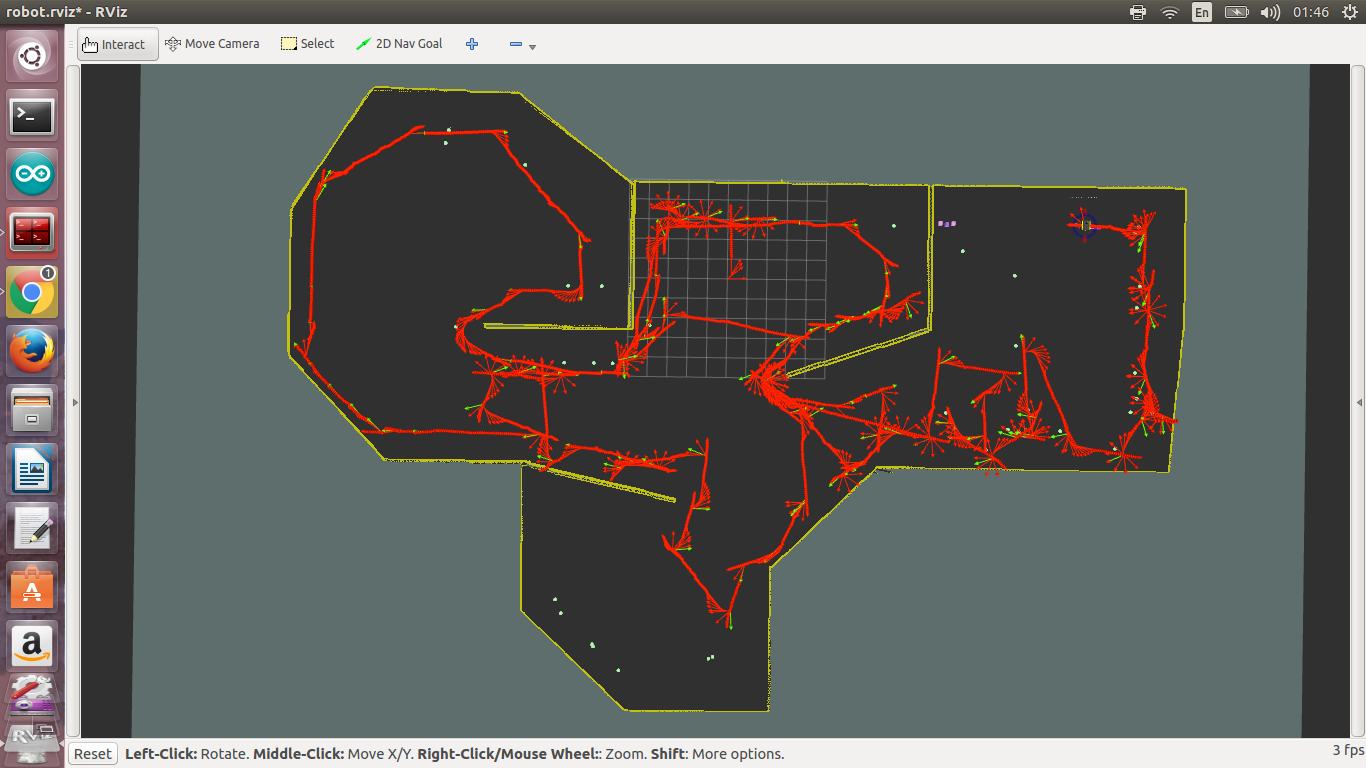 robot.rviz* - RViz
En
01:46
Interact
Move Camera
Select
2D Nav Goal
1
a
RV
Reset
Left-Click: Rotate. Middle-Click: Move X/Y. Right-Click/Mouse Wheel:: Zoom. Shift: More options.
3 fps